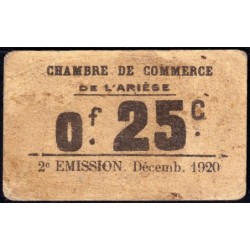 CHAMBRE DE COMMERCE
DE L'ARIÈGE
0f. 25c.
2e EMISSION. Décemb. 1920